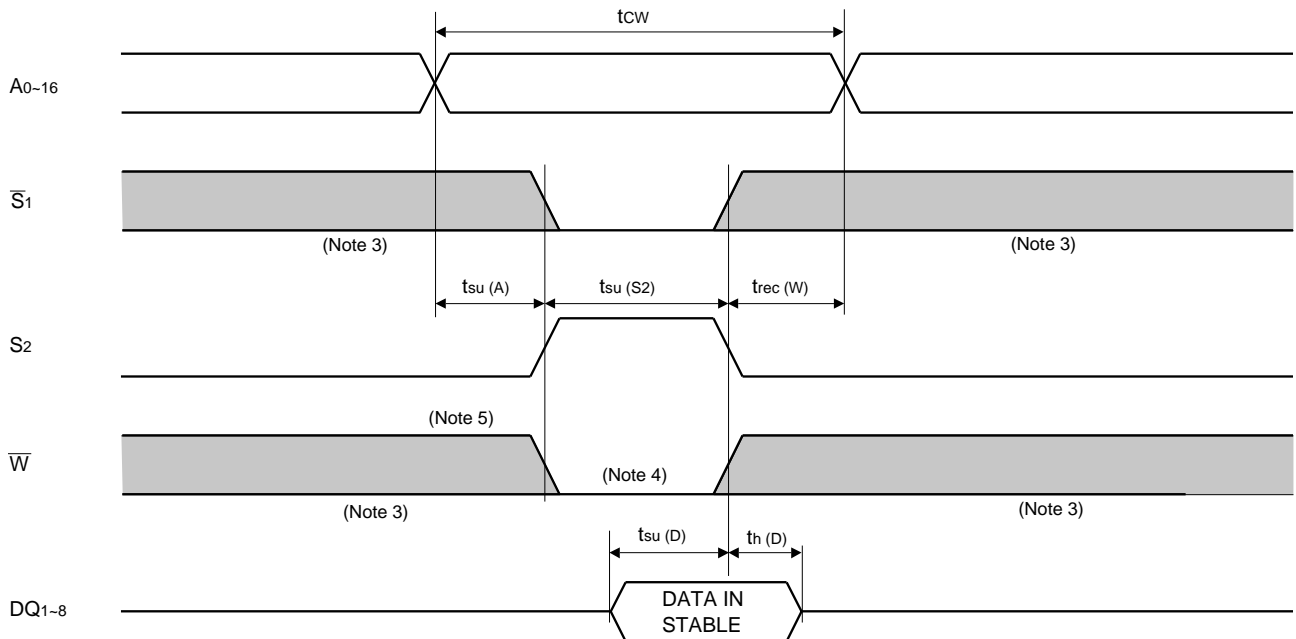 tCW
A0~16
S1
(Note 3) (Note 3)
tsu (A) tsu (S2) trec (W)
S2
(Note 5)
W
(Note 4)
(Note 3) (Note 3)
tsu (D) th (D)
DQ1~8
DATA IN
STABLE